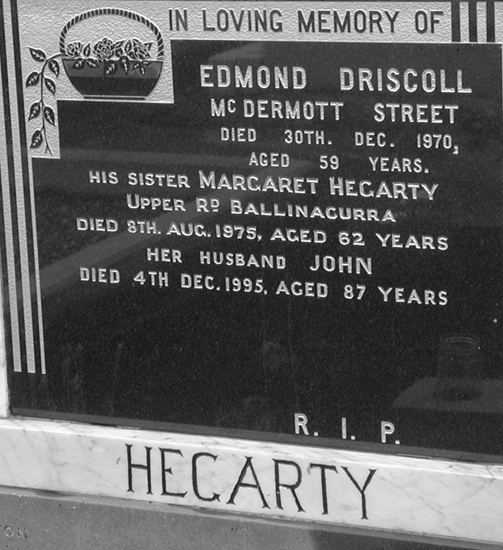 IN LOVING MEMORY OF
EDMOND DRISCOLL
MCDERMOTT STREET
DIED 30TH. DEC. 1970,
AGED 59 YEARS.
HIS SISTER MARGARET HEGARTY
UPPER RD BALLINACURRA
DIED 8TH. AUG. 1975, AGED 62 YEARS
HER HUSBAND JOHN
DIED 4TH DEC. 1995, AGED 87 YEARS
R. I. P.
HEGARTY